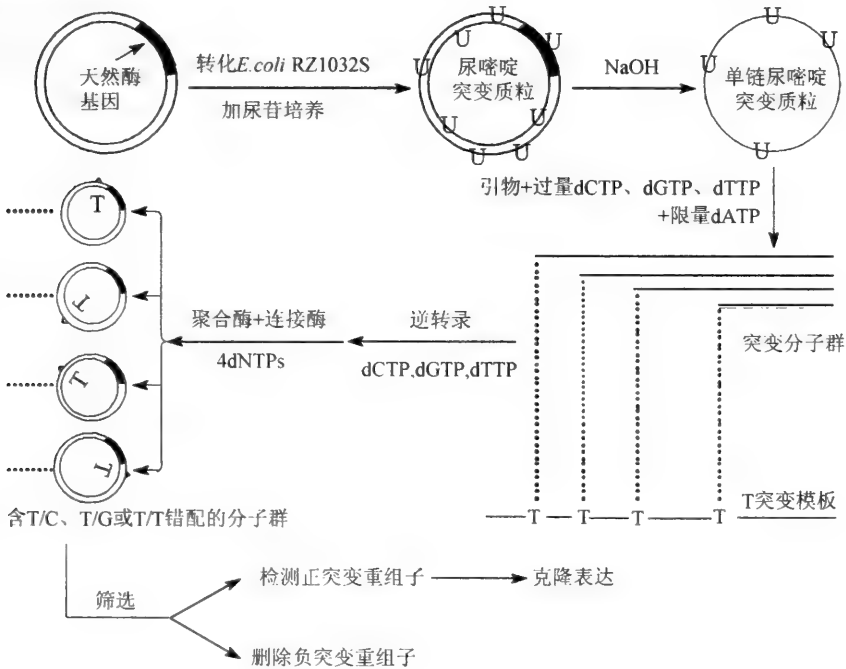 天然酶
基因
转化E.coli RZ1032S
加尿苷培养
U
U
U
U
U
U
U
U
尿嘧啶
突变质粒
NaOH
U
U
U
U
单链尿嘧啶
突变质粒
引物+过量dCTP、dGTP、dTTP
+限量dATP
突变分子群
T突变模板
T
T
T
T
逆转录
dCTP,dGTP,dTTP
聚合酶+连接酶
4dNTPs
T
T
T
T
含T/C、T/G或T/T错配的分子群
筛选
检测正突变重组子
克隆表达
删除负突变重组子